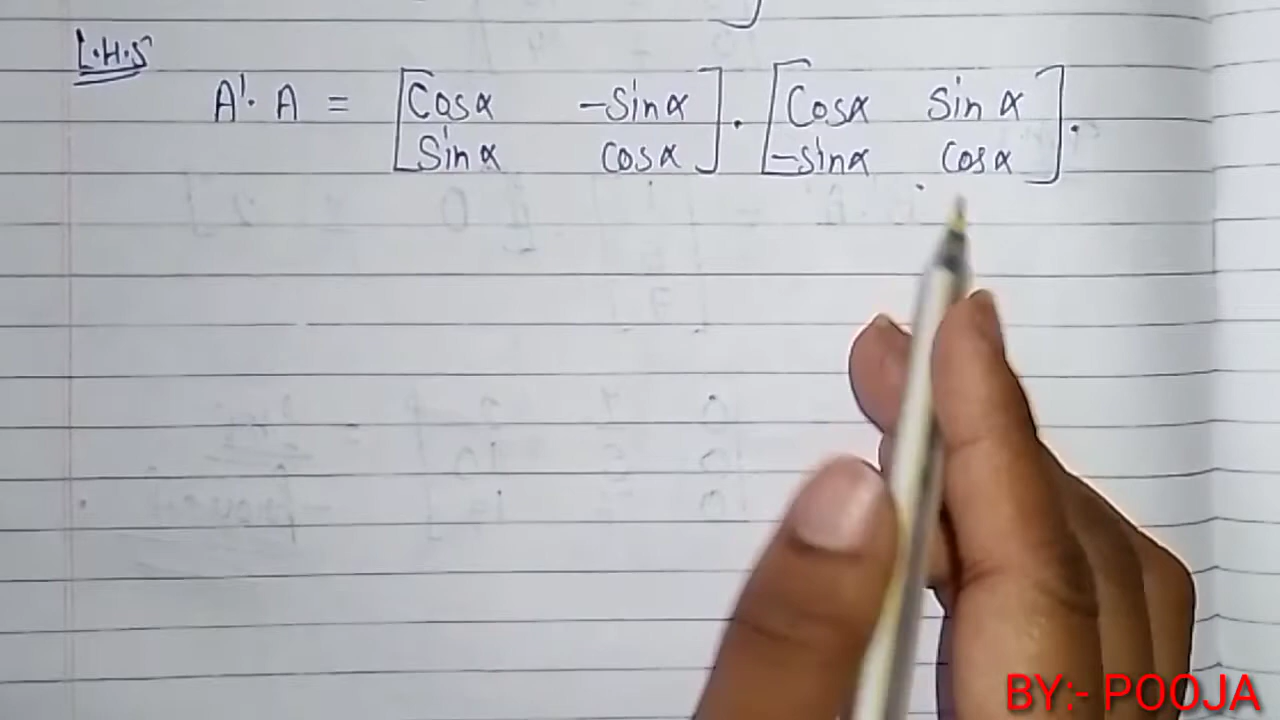 L.H.S
A'. A = [Cosα -Sinα] . [Cosα Sinα] .
[Sinα cosα] [-sinα Cosα]
BY:- POOJA